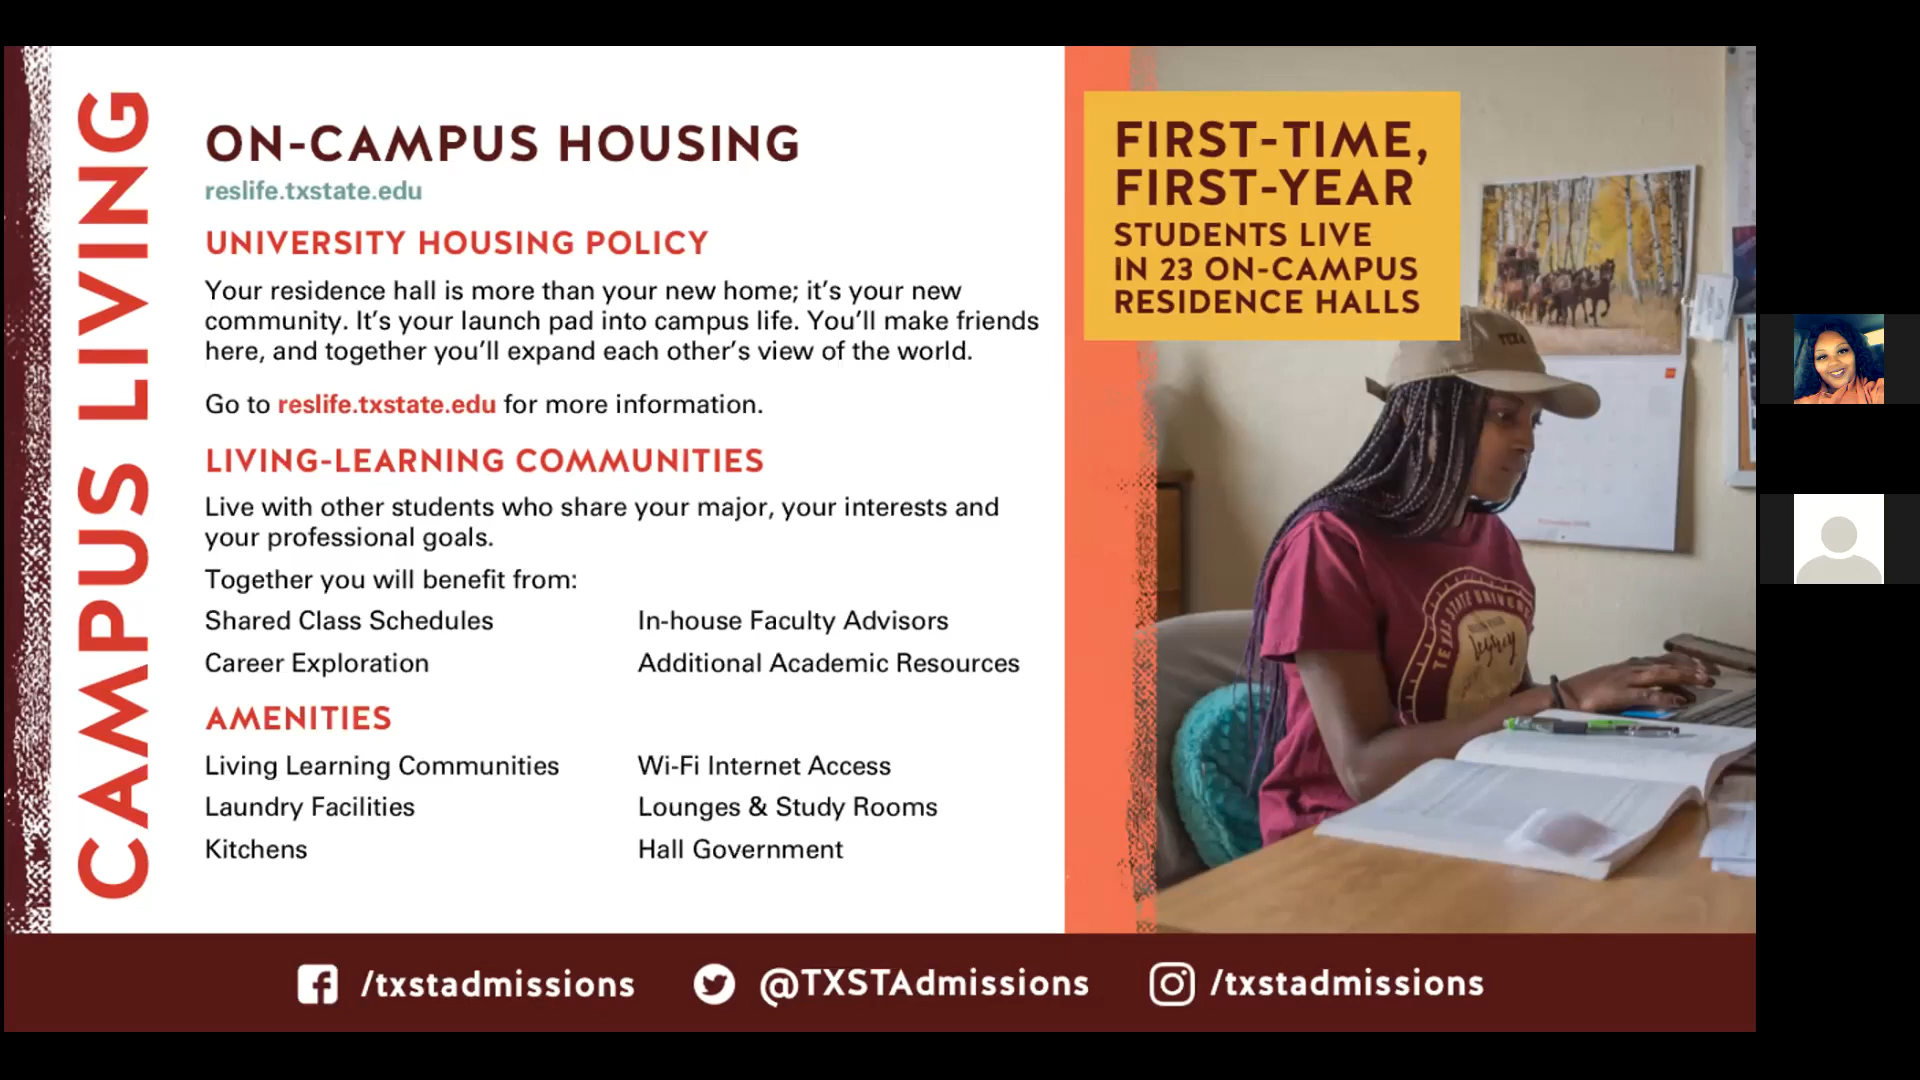 CAMPUS LIVING
ON-CAMPUS HOUSING
reslife.txstate.edu
UNIVERSITY HOUSING POLICY
Your residence hall is more than your new home; it’s your new
community. It’s your launch pad into campus life. You’ll make friends
here, and together you’ll expand each other’s view of the world.
Go to reslife.txstate.edu for more information.
LIVING-LEARNING COMMUNITIES
Live with other students who share your major, your interests and
your professional goals.
Together you will benefit from:
Shared Class Schedules
In-house Faculty Advisors
Career Exploration
Additional Academic Resources
AMENITIES
Living Learning Communities
Wi-Fi Internet Access
Laundry Facilities
Lounges & Study Rooms
Kitchens
Hall Government
FIRST-TIME,
FIRST-YEAR
STUDENTS LIVE
IN 23 ON-CAMPUS
RESIDENCE HALLS
TEXAS STATE UNIVERS
legacy
/txstadmissions
@TXSTAdmissions
/txstadmissions